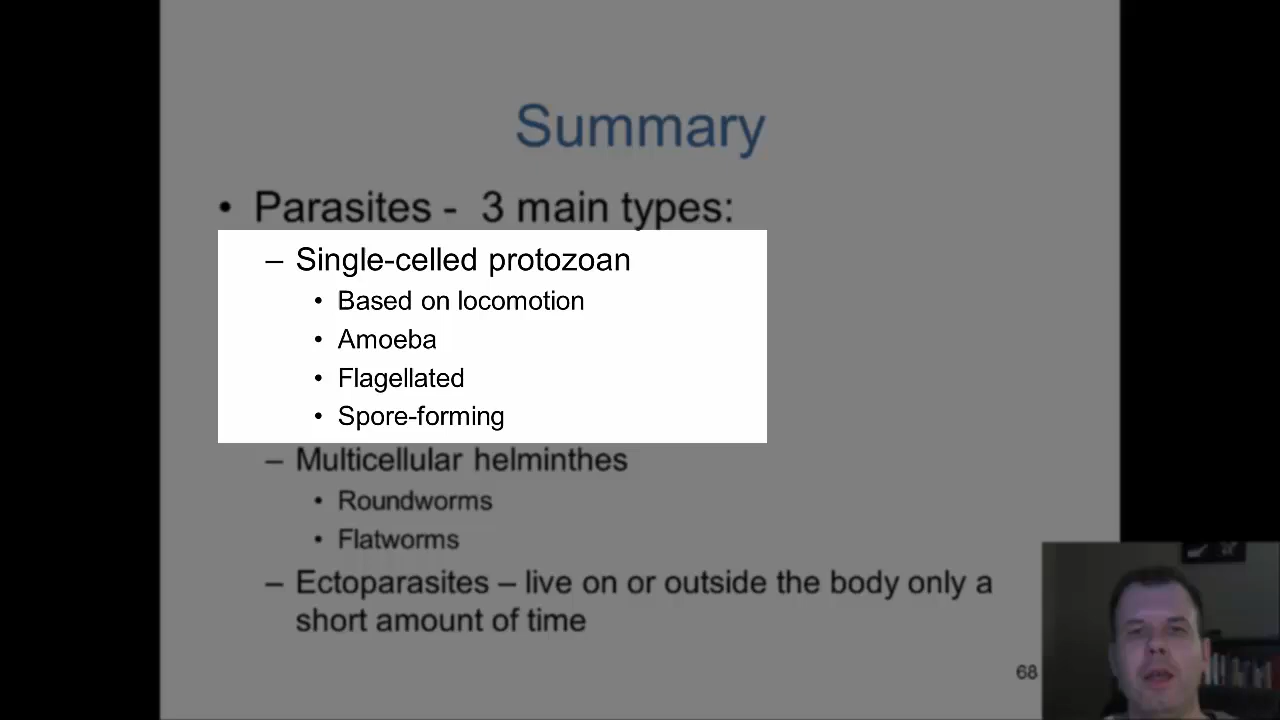 Summary
• Parasites - 3 main types:
– Single-celled protozoan
• Based on locomotion
• Amoeba
• Flagellated
• Spore-forming
– Multicellular helminthes
• Roundworms
• Flatworms
– Ectoparasites – live on or outside the body only a
short amount of time
68